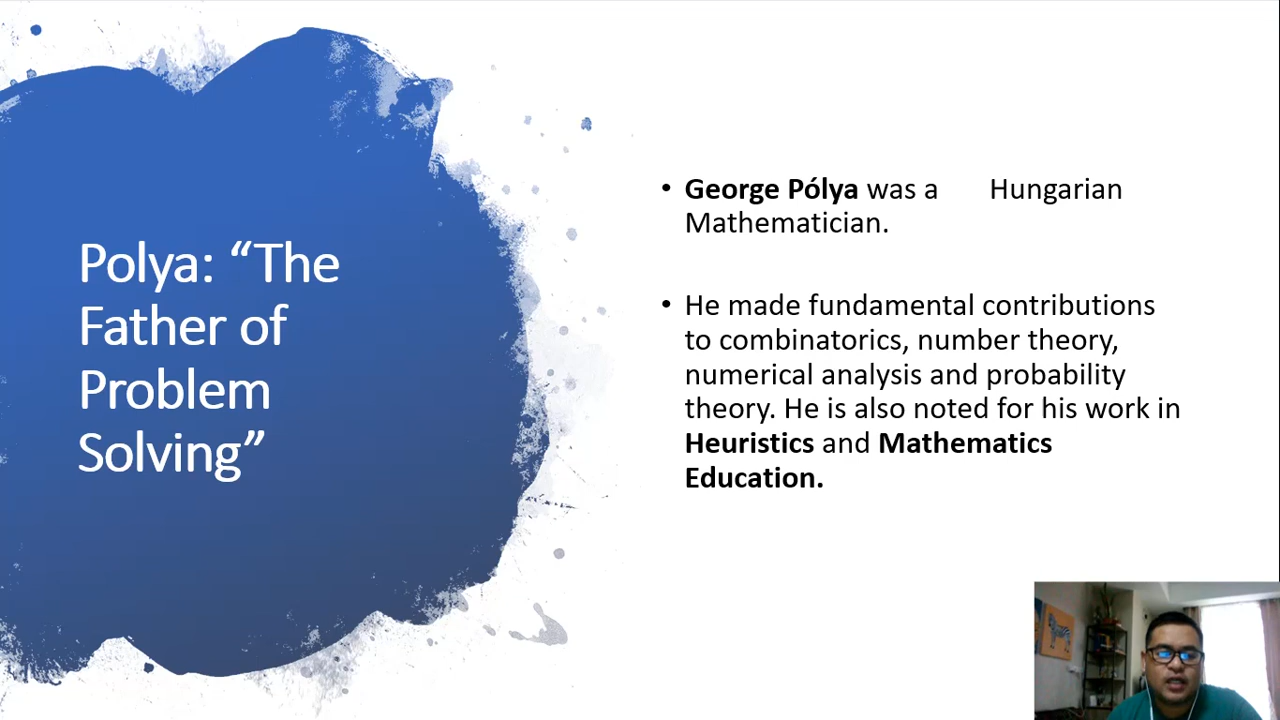 Polya: “The
Father of
Problem
Solving”
• George Pólya was a Hungarian
Mathematician.
• He made fundamental contributions
to combinatorics, number theory,
numerical analysis and probability
theory. He is also noted for his work in
Heuristics and Mathematics
Education.